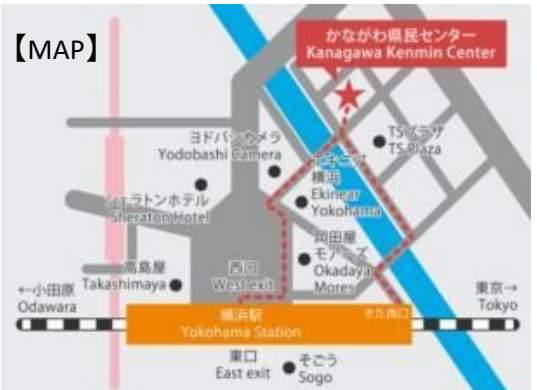 【MAP】
かながわ県民センター
Kanagawa Kenmin Center
ヨドバシカメラ
Yodobashi Camera
TSプラザ
TS Plaza
エキニア
横浜
Ekinear
Yokohama
シェラトンホテル
Sheraton Hotel
岡田屋
モアーズ
Okadaya
Mores
高島屋
Takashimaya
西口
West exit
←小田原
Odawara
東京→
Tokyo
横浜駅
Yokohama Station
きた西口
東口
East exit
そごう
Sogo